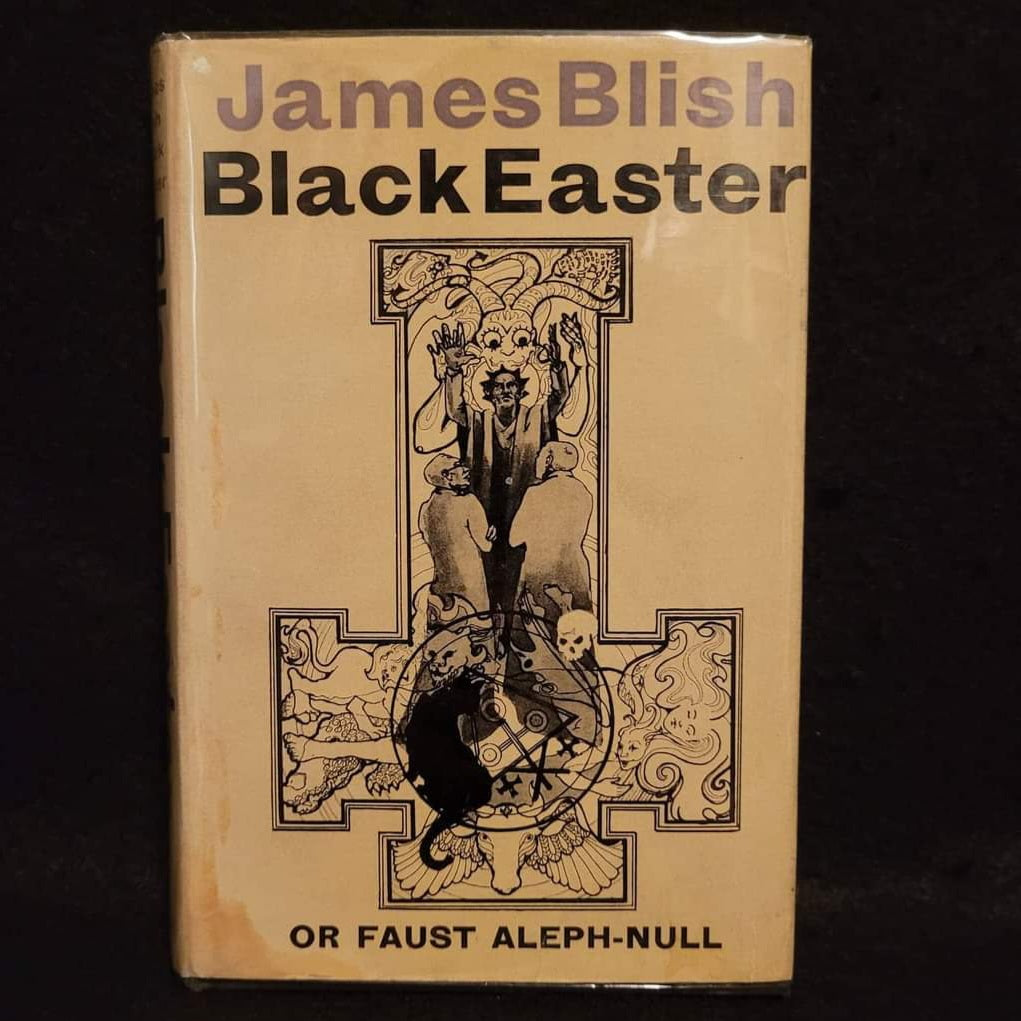 James Blish
Black Easter
OR FAUST ALEPH-NULL